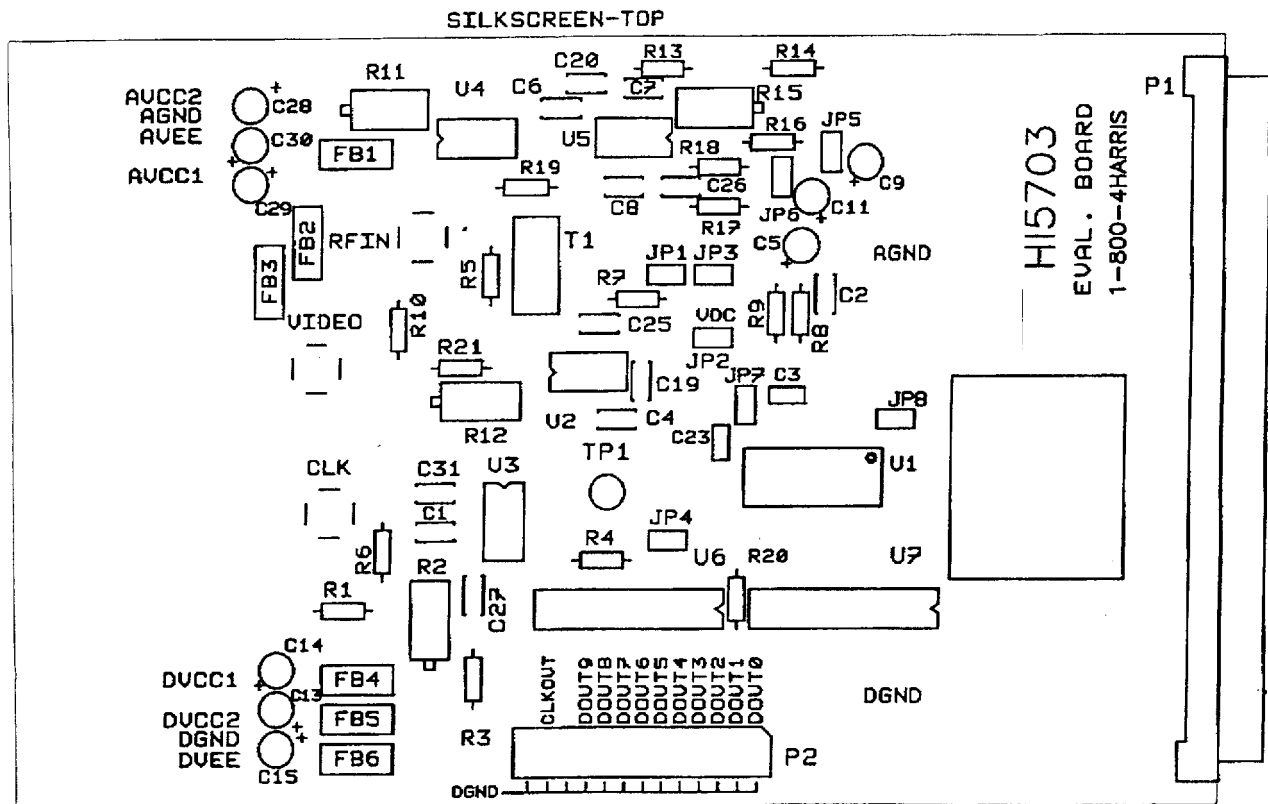 SILKSCREEN-TOP
R13
R14
C20
P1
R11
U4
C6
C7
R15
AVCC2
AGND
AVEE
AVCC1
C28
C30
C29
FB1
U5
R16
JP5
R18
R19
C8
C26
C9
C11
JP6
R17
C5
AGND
HI5703
EVAL. BOARD
1-800-4HARRIS
FB2
FB3
RFIN
R5
T1
JP1
JP3
R7
C2
R9
R8
VIDEO
R10
C25
VDC
JP2
R21
C19
JP7
C3
JP8
R12
U2
C4
C23
TP1
CLK
C31
U3
U1
C1
JP4
R6
R2
R4
U6
R20
U7
R1
C27
C14
DVCC1
C13
FB4
DVCC2
FB5
DGND
DVEE
C15
FB6
R3
CLKOUT
DOUT9
DOUT8
DOUT7
DOUT6
DOUT5
DOUT4
DOUT3
DOUT2
DOUT1
DOUT0
DGND
P2
DGND